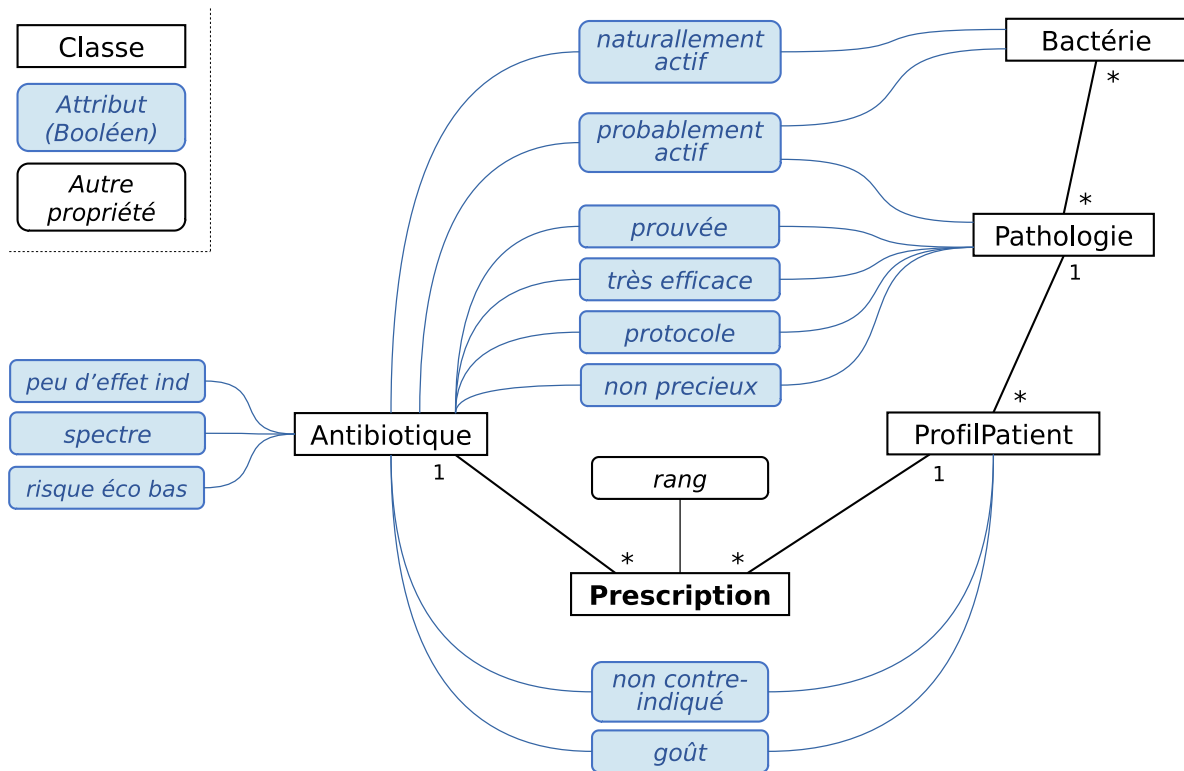 Classe
Attribut
(Booléen)
Autre
propriété
naturallement
actif
Bactérie
*
probablement
actif
*
prouvée
Pathologie
1
très efficace
protocole
non precieux
*
peu d'effet ind
spectre
risque éco bas
Antibiotique
1
ProfilPatient
1
rang
*
*
Prescription
non contre-
indiqué
goût